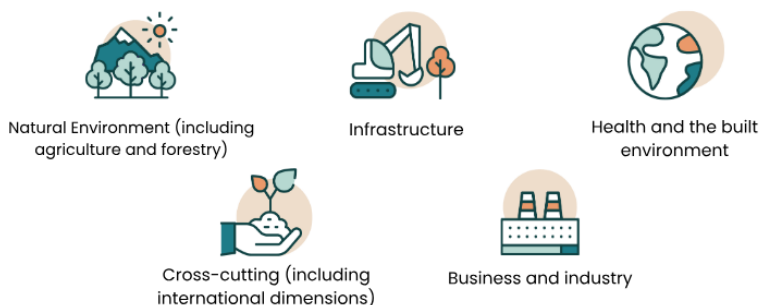 Natural Environment (including
agriculture and forestry)
Infrastructure
Health and the built
environment
Cross-cutting (including
international dimensions)
Business and industry